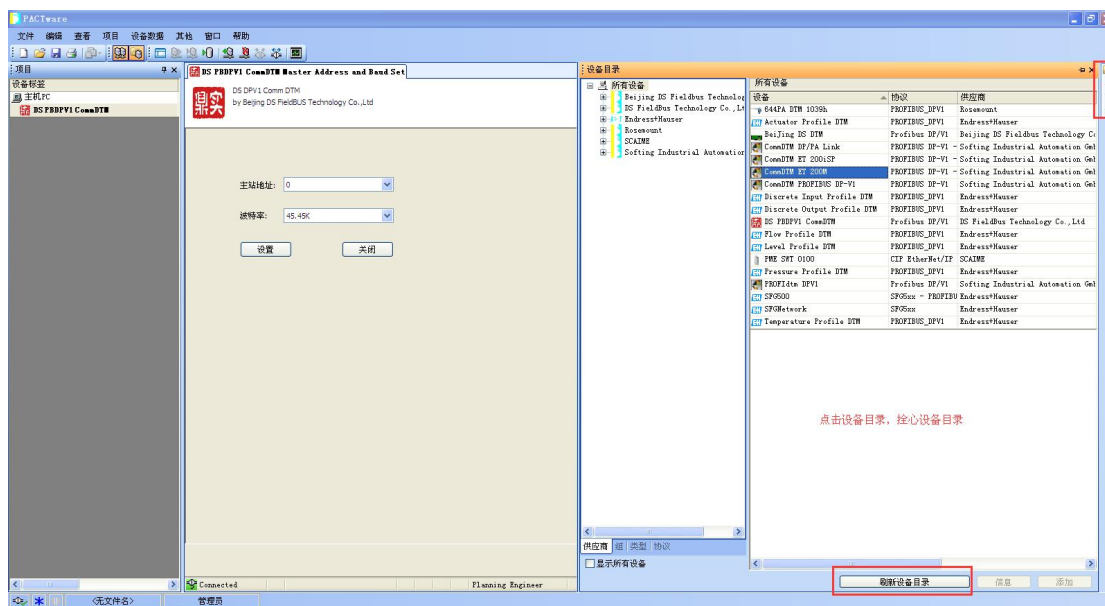 PACTware
文件 编辑 查看 项目 设备数据 其他 窗口 帮助
项目
设备标签
主机PC
DS PBDPV1 CommDTM
DS PBDPV1 CommDTM Master Address and Baud Set
DS DPV1 Comm DTM
by Beijing DS FieldBUS Technology Co.,Ltd
鼎实
主站地址: 0
波特率: 45.45K
设置 关闭
Connected Planning Engineer
设备目录
所有设备
Beijing DS Fieldbus Technolog
DS FieldBus Technology Co.,Lt
Endress+Hauser
Rosemount
SCAIME
Softing Industrial Automation
供应商 组 类型 协议
显示所有设备
所有设备
设备 协议 供应商
644PA DTM 1039h PROFIBUS_DPV1 Rosemount
Actuator Profile DTM PROFIBUS_DPV1 Endress+Hauser
BeiJing DS DTM Profibus DP/V1 Beijing DS Fieldbus Technology Co
CommDTM DP/PA Link PROFIBUS DP-V1 - Softing Industrial Automation Gmb
CommDTM ET 200iSP PROFIBUS DP-V1 - Softing Industrial Automation Gmb
CommDTM ET 200M PROFIBUS DP-V1 - Softing Industrial Automation Gmb
CommDTM PROFIBUS DP-V1 PROFIBUS DP-V1 Softing Industrial Automation Gmb
Discrete Input Profile DTM PROFIBUS_DPV1 Endress+Hauser
Discrete Output Profile DTM PROFIBUS_DPV1 Endress+Hauser
DS PBDPV1 CommDTM Profibus DP/V1 DS FieldBus Technology Co.,Ltd
Flow Profile DTM PROFIBUS_DPV1 Endress+Hauser
Level Profile DTM PROFIBUS_DPV1 Endress+Hauser
PME SWT 0100 CIP EtherNet/IP SCAIME
Pressure Profile DTM PROFIBUS_DPV1 Endress+Hauser
PROFIdtm DPV1 Profibus DP/V1 Softing Industrial Automation Gmb
SFG500 SFG5xx - PROFIBU Endress+Hauser
SFGNetwork SFG5xx Endress+Hauser
Temperature Profile DTM PROFIBUS_DPV1 Endress+Hauser
点击设备目录，拴心设备目录
刷新设备目录 信息 添加
<无文件名> 管理员